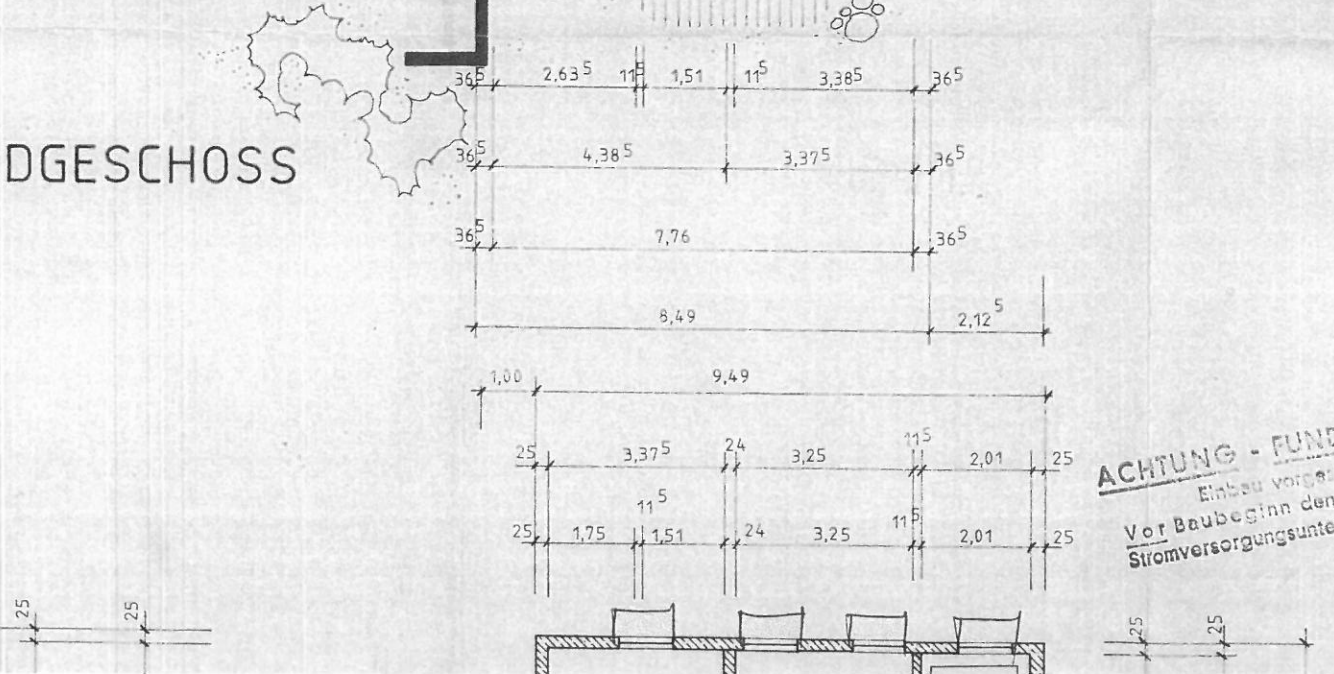 36⁵ 2,63⁵ 11⁵ 1,51 11⁵ 3,38⁵ 36⁵
DGESCHOSS
36⁵ 4,38⁵ 3,37⁵ 36⁵
36⁵ 7,76 36⁵
8,49 2,12⁵
1,00 9,49
25 3,37⁵ 24 3,25 11⁵ 2,01 25
11⁵
25 1,75 1,51 24 3,25 11⁵ 2,01 25
ACHTUNG - FUND
Einbau
Vor Baubeginn den
Stromversorgungsunte
25 25
25 25